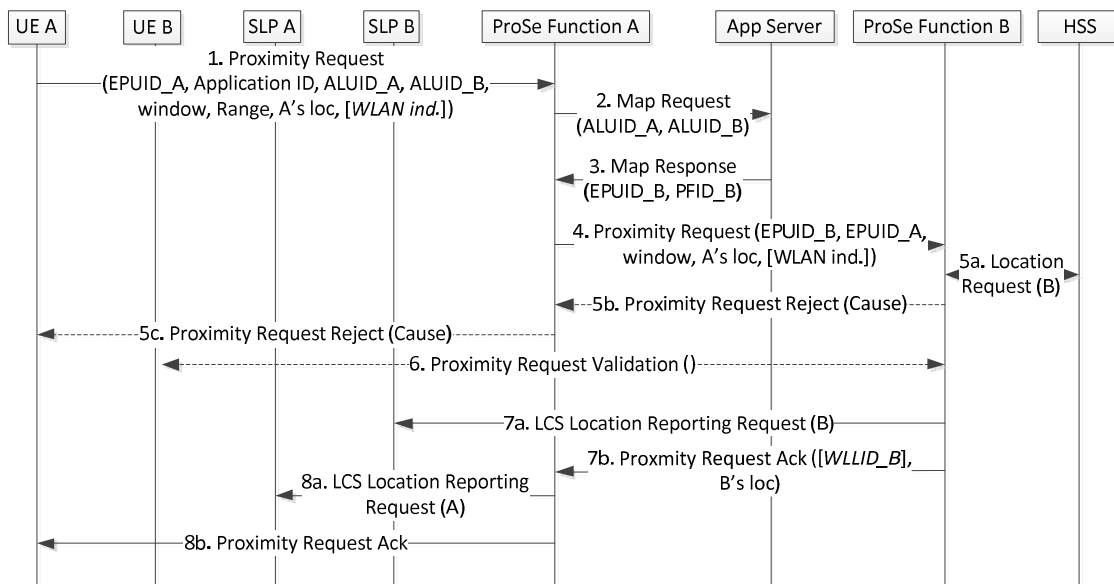 UE A
UE B
SLP A
SLP B
ProSe Function A
App Server
ProSe Function B
HSS
1. Proximity Request
(EPUID_A, Application ID, ALUID_A, ALUID_B,
window, Range, A's loc, [WLAN ind.])
2. Map Request
(ALUID_A, ALUID_B)
3. Map Response
(EPUID_B, PFID_B)
4. Proximity Request (EPUID_B, EPUID_A,
window, A's loc, [WLAN ind.])
5a. Location
Request (B)
5b. Proximity Request Reject (Cause)
5c. Proximity Request Reject (Cause)
6. Proximity Request Validation ()
7a. LCS Location Reporting Request (B)
7b. Proxmity Request Ack ([WLLID_B],
B's loc)
8a. LCS Location Reporting
Request (A)
8b. Proximity Request Ack